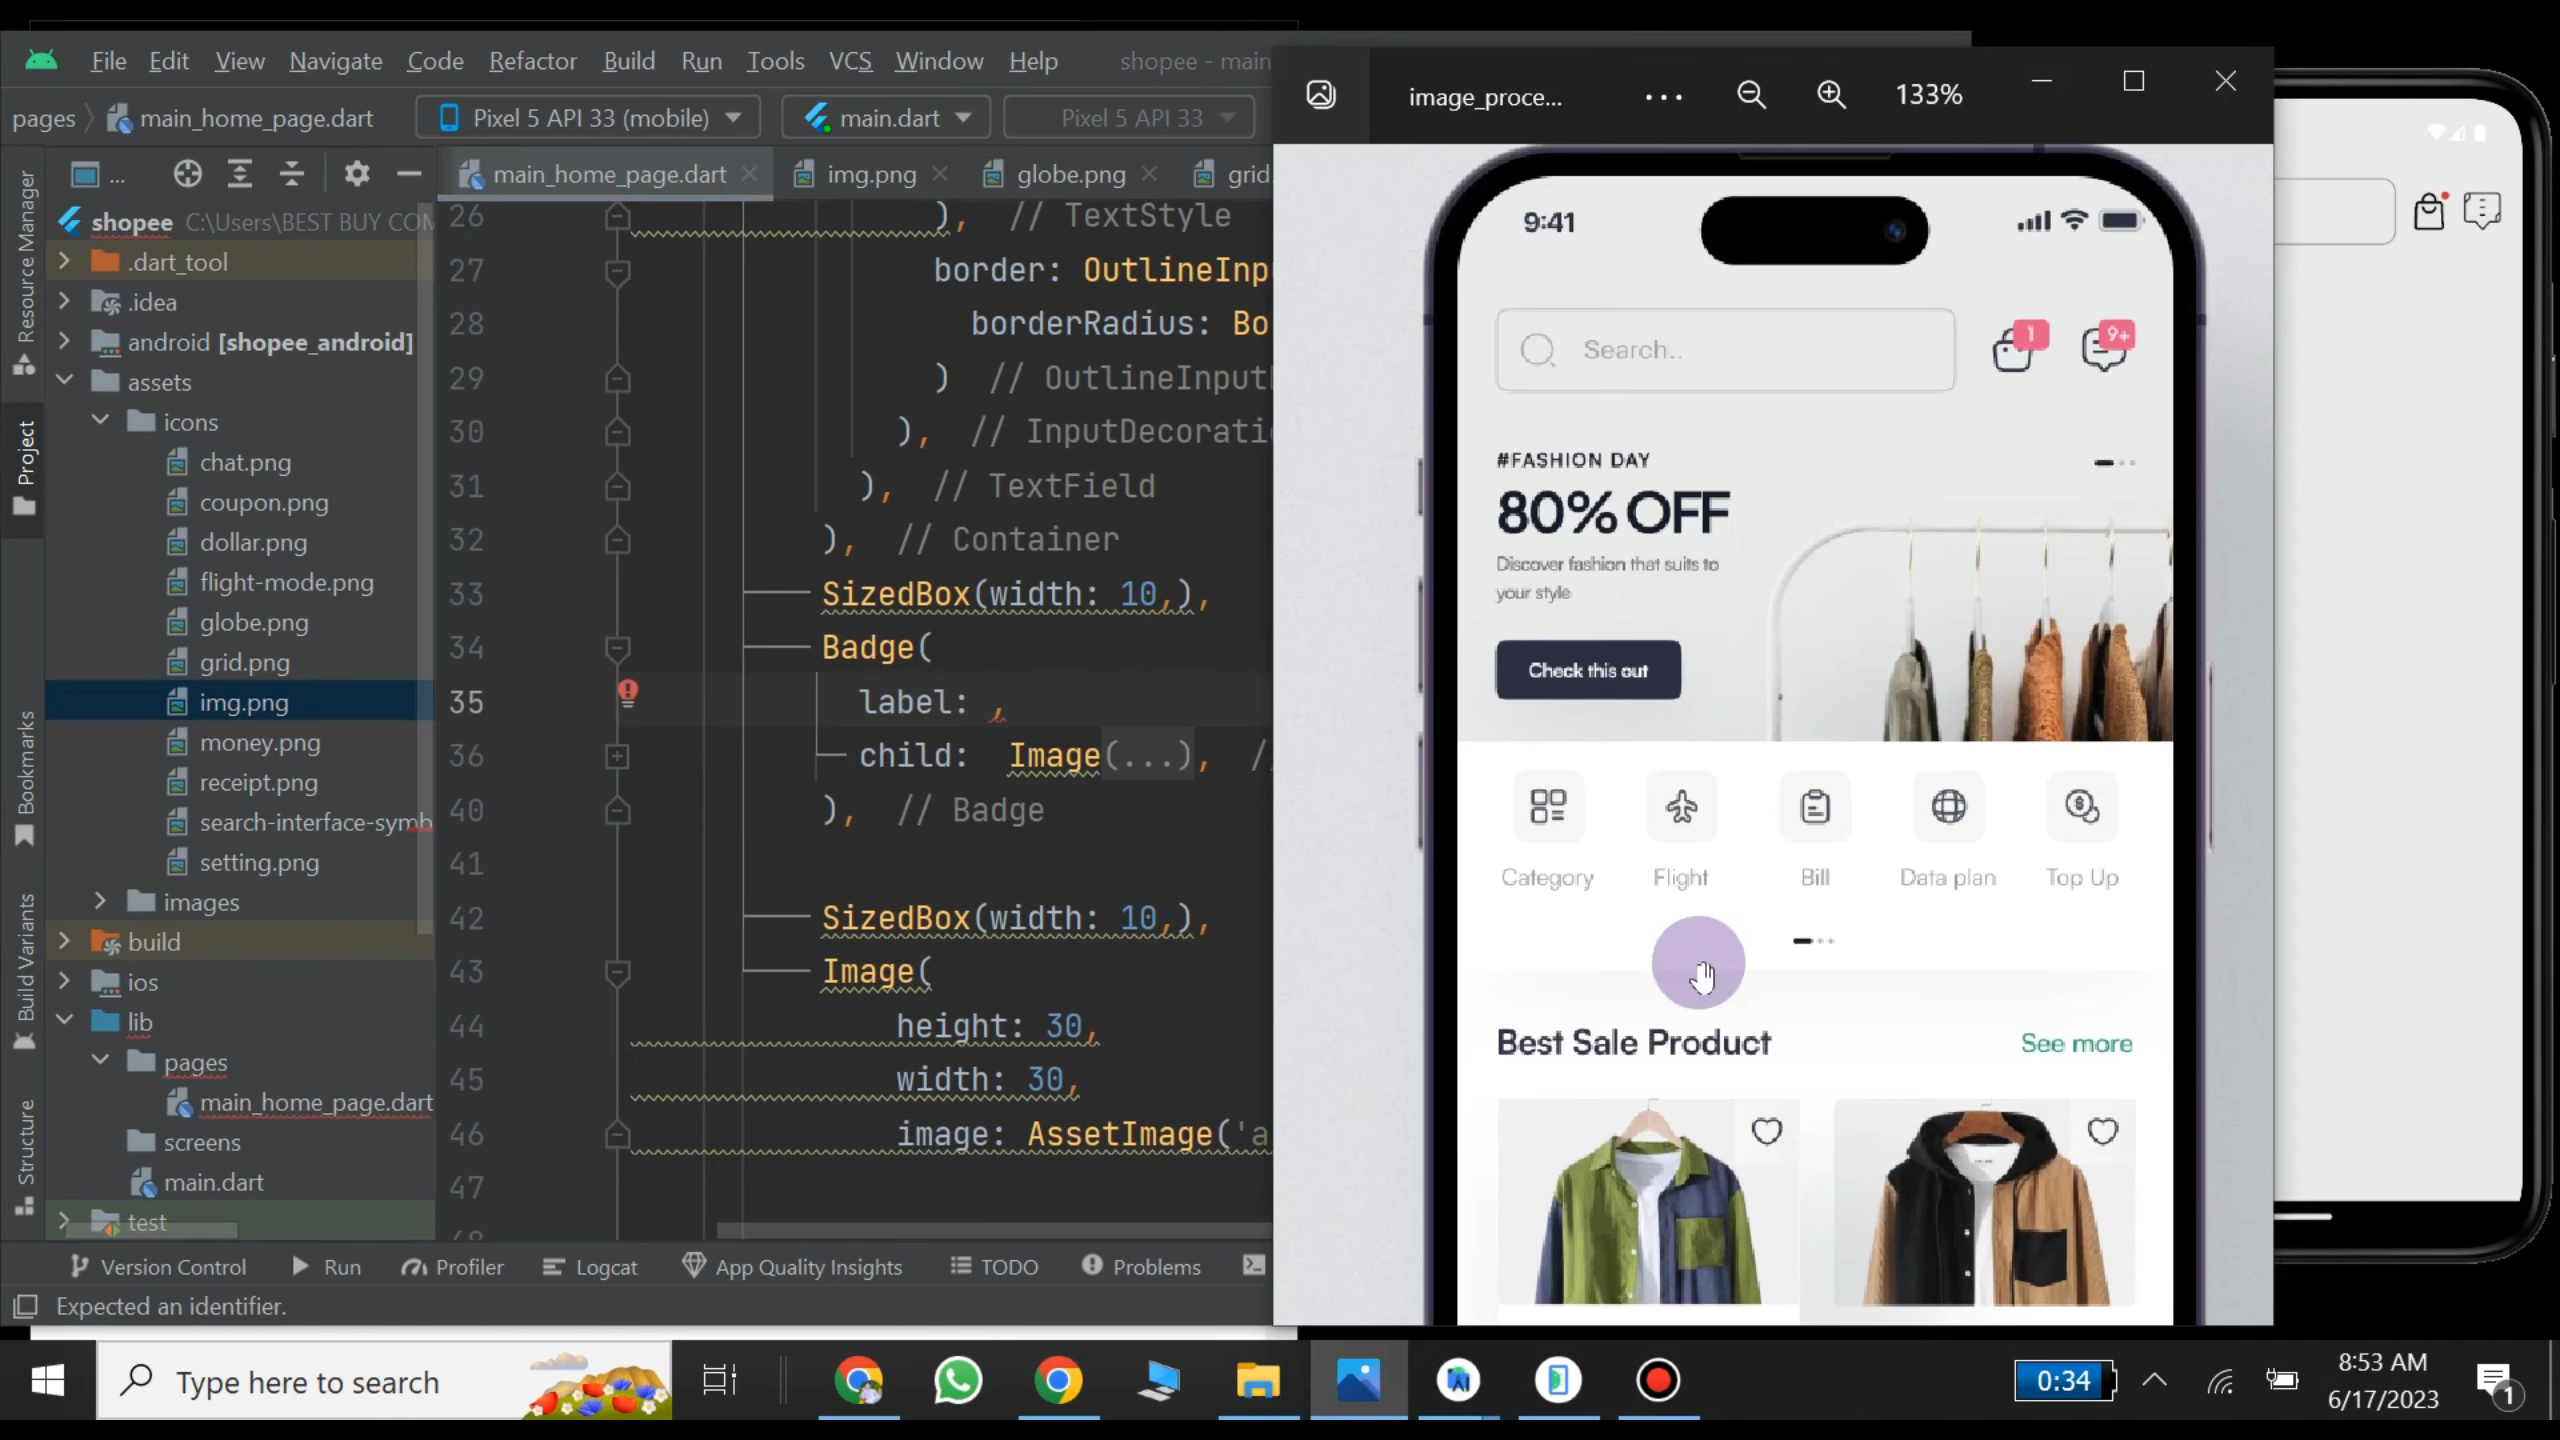 File Edit View Navigate Code Refactor Build Run Tools VCS Window Help shopee - main
pages main_home_page.dart Pixel 5 API 33 (mobile) main.dart Pixel 5 API 33
...
main_home_page.dart img.png globe.png grid
Resource Manager
Project
Bookmarks
Build Variants
Structure
shopee C:\Users\BEST BUY COM
.dart_tool
.idea
android [shopee_android]
assets
icons
chat.png
coupon.png
dollar.png
flight-mode.png
globe.png
grid.png
img.png
money.png
receipt.png
search-interface-symb
setting.png
images
build
ios
lib
pages
main_home_page.dart
screens
main.dart
test
26 ), // TextStyle
27 border: OutlineInp
28 borderRadius: Bo
29 ) // OutlineInput
30 ), // InputDecorati
31 ), // TextField
32 ), // Container
33 SizedBox(width: 10,),
34 Badge(
35 label: ,
36 child: Image(...), //
40 ), // Badge
41
42 SizedBox(width: 10,),
43 Image(
44 height: 30,
45 width: 30,
46 image: AssetImage('a
47
Version Control Run Profiler Logcat App Quality Insights TODO Problems
Expected an identifier.
image_proce... ... 133%
9:41
Search..
1
9+
#FASHION DAY
80% OFF
Discover fashion that suits to
your style
Check this out
Category Flight Bill Data plan Top Up
Best Sale Product See more
Type here to search
0:34
8:53 AM
6/17/2023
1